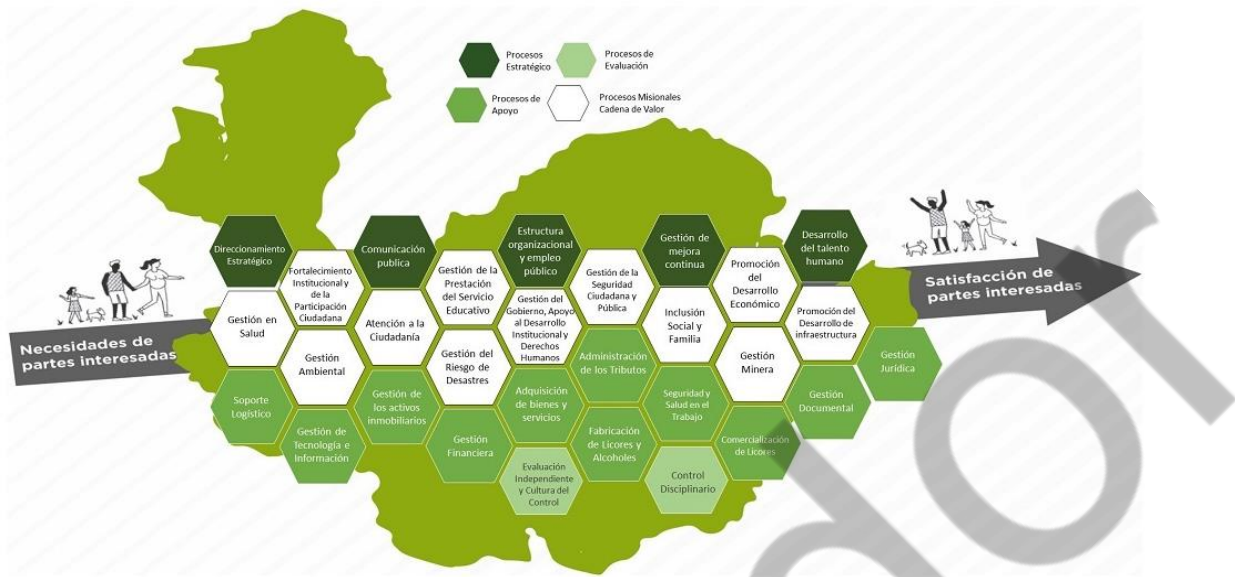 Procesos
Estratégico
Procesos de
Evaluación
Procesos de
Apoyo
Procesos Misionales
Cadena de Valor
Necesidades de
partes interesadas
Satisfacción de
partes interesadas
Direccionamiento
Estratégico
Comunicación
publica
Estructura
organizacional
y empleo
público
Gestión de
mejora
continua
Desarrollo
del talento
humano
Fortalecimiento
Institucional y
de la
Participación
Ciudadana
Gestión de la
Prestación
del Servicio
Educativo
Gestión de la
Seguridad
Ciudadana y
Pública
Promoción
del
Desarrollo
Económico
Gestión en
Salud
Atención a la
Ciudadanía
Gestión del
Gobierno, Apoyo
al Desarrollo
Institucional y
Derechos
Humanos
Inclusión
Social y
Familia
Promoción del
Desarrollo de
infraestructura
Gestión
Ambiental
Gestión del
Riesgo de
Desastres
Administración
de los Tributos
Gestión
Minera
Gestión
Jurídica
Soporte
Logístico
Gestión de
los activos
inmobiliarios
Adquisición
de bienes y
servicios
Seguridad y
Salud en el
Trabajo
Gestión
Documental
Gestión de
Tecnología e
Información
Gestión
Financiera
Fabricación
de Licores y
Alcoholes
Comercialización
de Licores
Evaluación
Independiente
y Cultura del
Control
Control
Disciplinario
dor